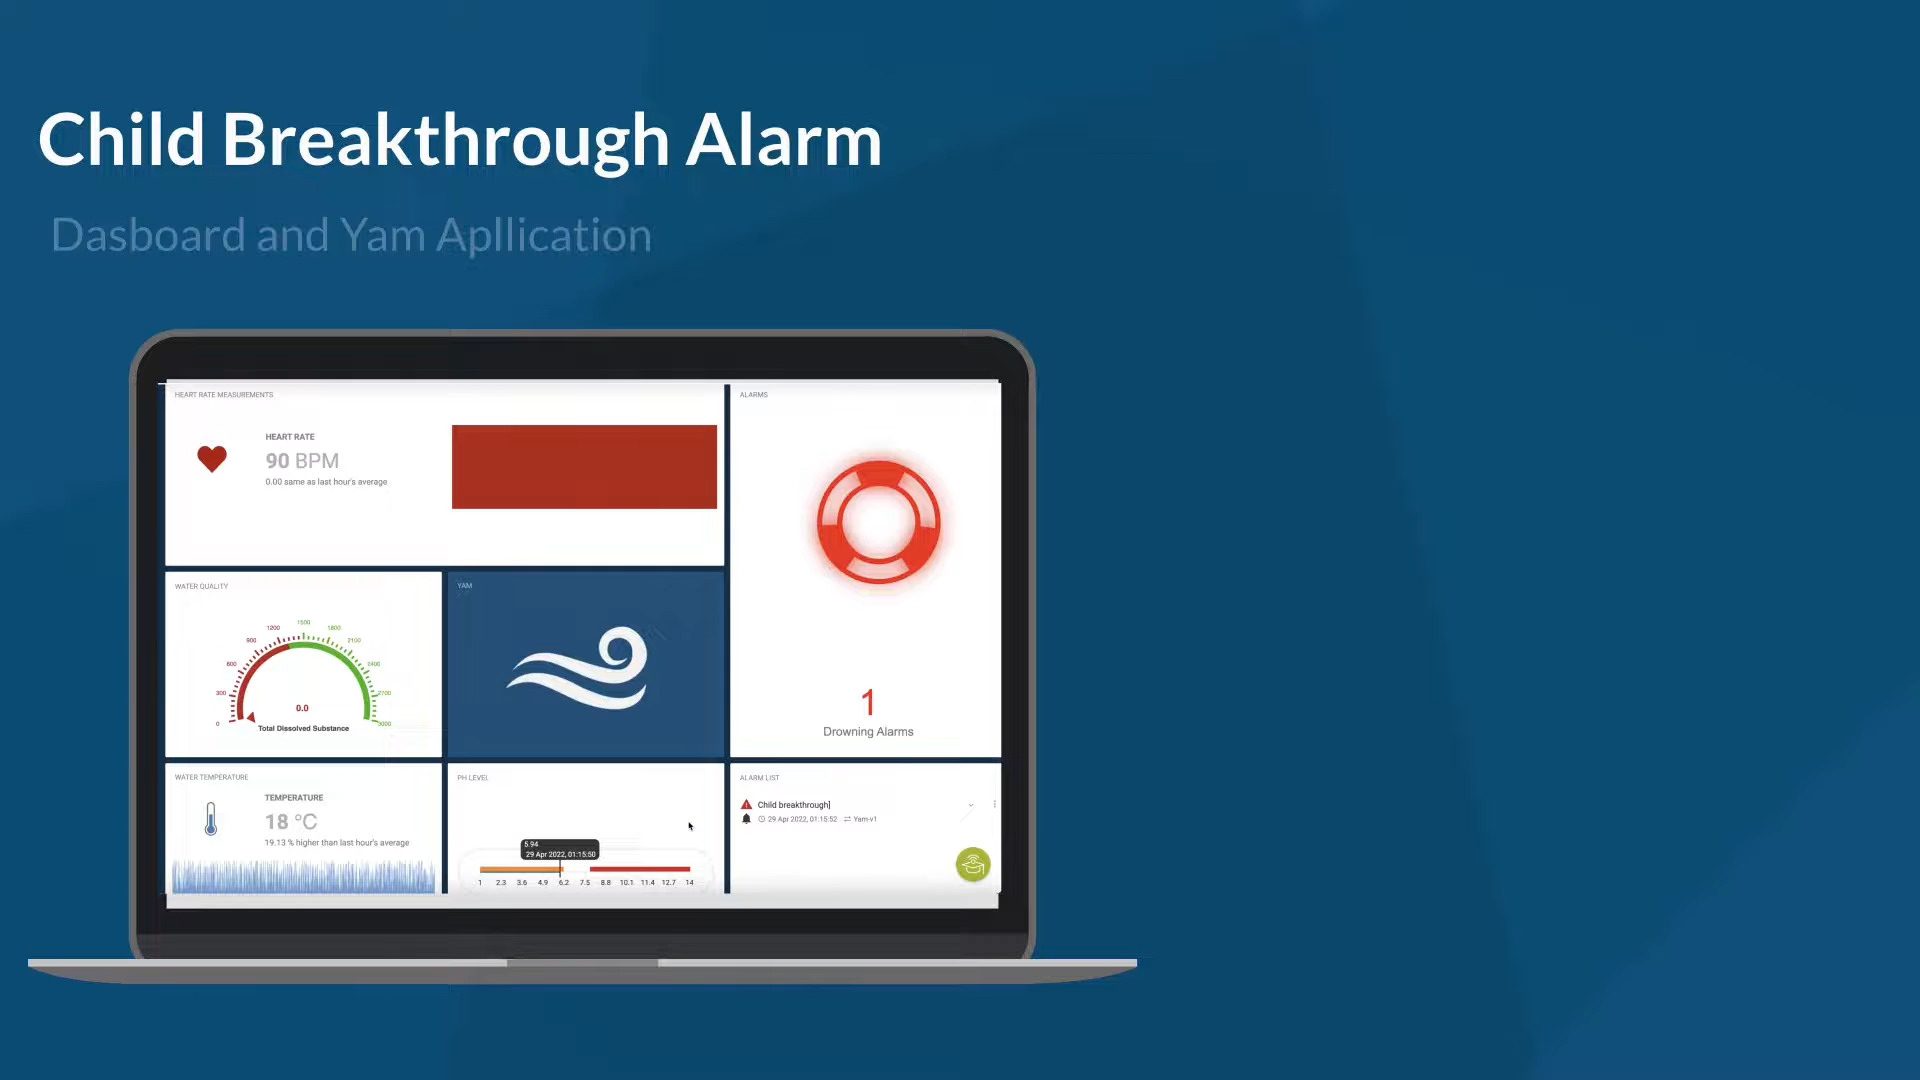 Child Breakthrough Alarm
Dasboard and Yam Apllication
HEART RATE MEASUREMENTS
HEART RATE
90 BPM
0.00 same as last hour's average
ALARMS
1
Drowning Alarms
WATER QUALITY
0 300 600 900 1200 1500 1800 2100 2400 2700 3000
0.0
Total Dissolved Substance
YAM
WATER TEMPERATURE
TEMPERATURE
18 °C
19.13 % higher than last hour's average
PH LEVEL
5.94
29 Apr 2022, 01:15:50
1 2.3 3.6 4.9 6.2 7.5 8.8 10.1 11.4 12.7 14
ALARM LIST
Child breakthrough]
29 Apr 2022, 01:15:52 Yam-v1